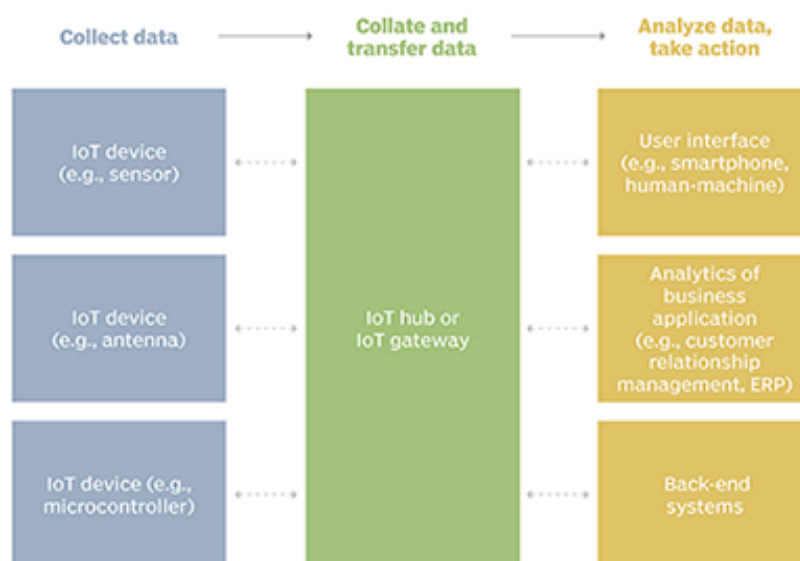 Collect data
Collate and
transfer data
Analyze data,
take action
IoT device
(e.g., sensor)
User interface
(e.g., smartphone,
human-machine)
IoT device
(e.g., antenna)
IoT hub or
IoT gateway
Analytics of
business
application
(e.g., customer
relationship
management, ERP)
IoT device (e.g.,
microcontroller)
Back-end
systems